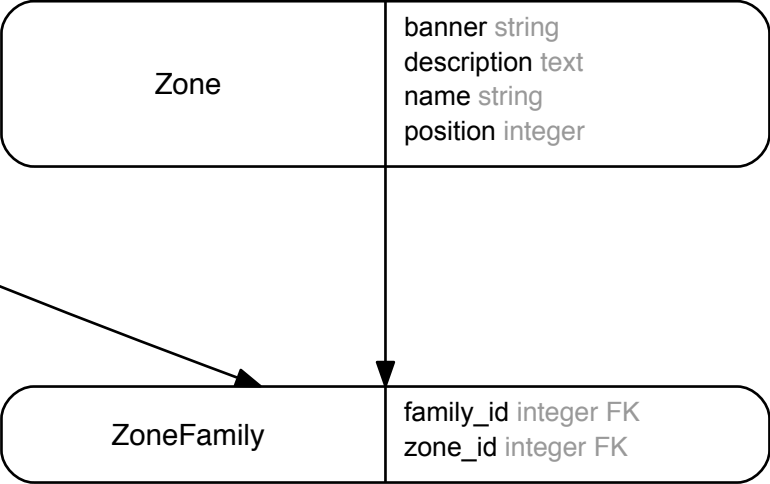 Zone
banner string
description text
name string
position integer
ZoneFamily
family_id integer FK
zone_id integer FK